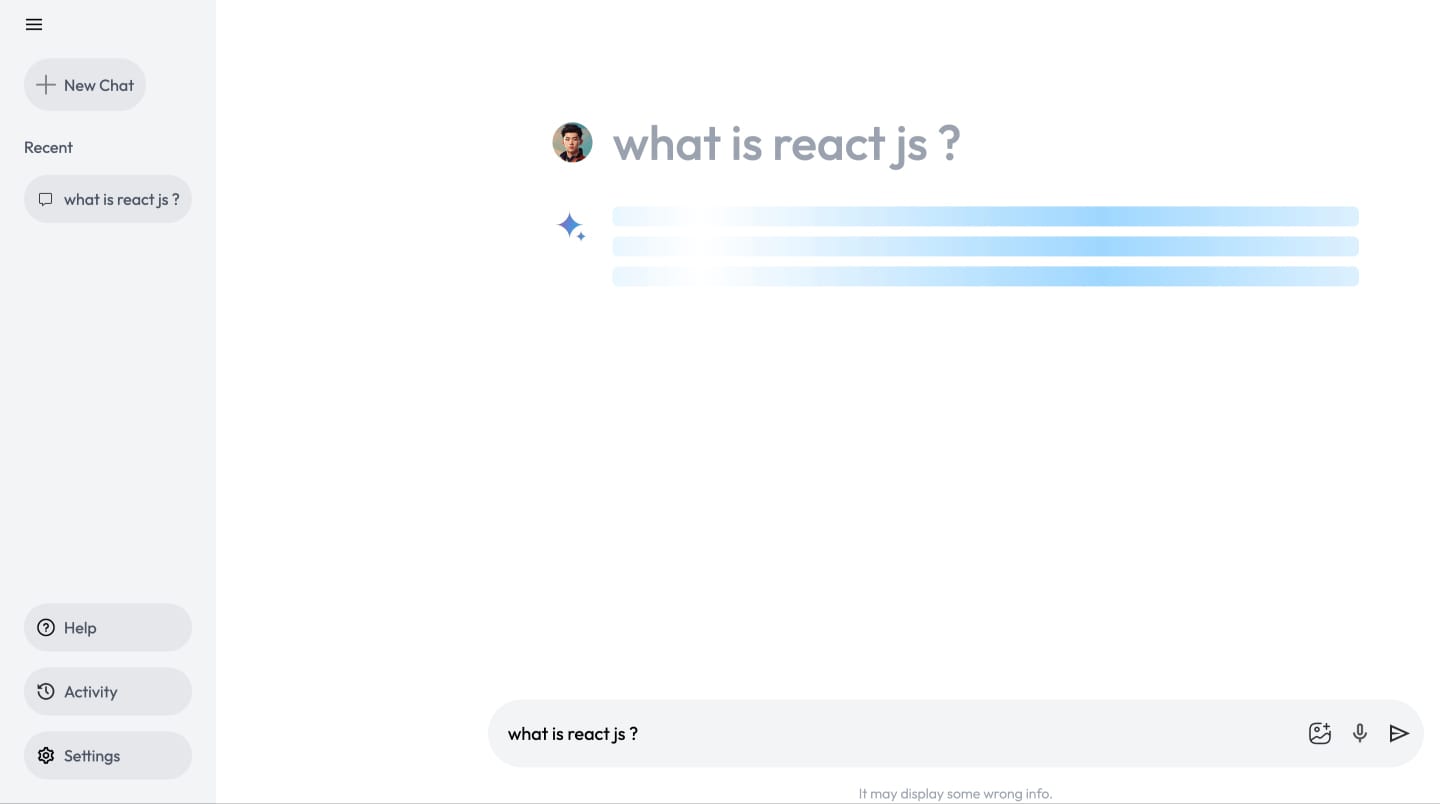 New Chat
Recent
what is react js ?
Help
Activity
Settings
what is react js ?
what is react js ?
It may display some wrong info.